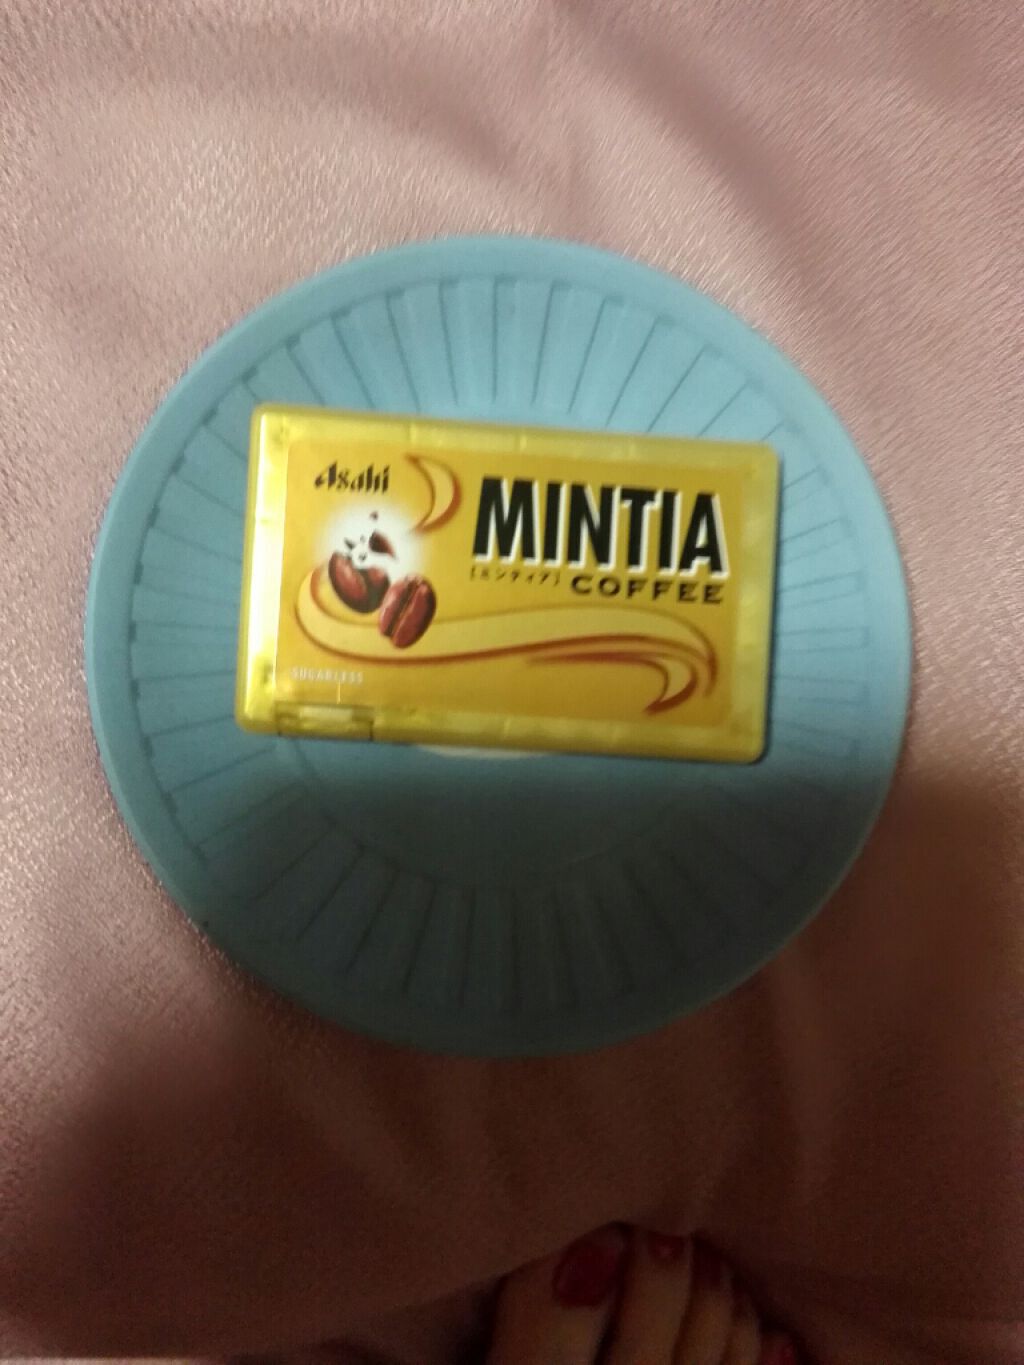 Asahi
MINTIA
[ミンティア] COFFEE
SUGARLESS